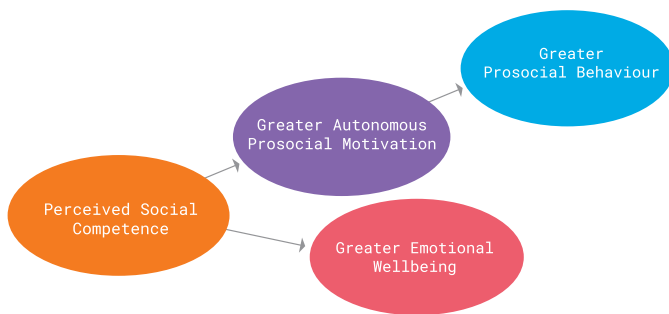 Greater
Prosocial Behaviour
Greater Autonomous
Prosocial Motivation
Perceived Social
Competence
Greater Emotional
Wellbeing